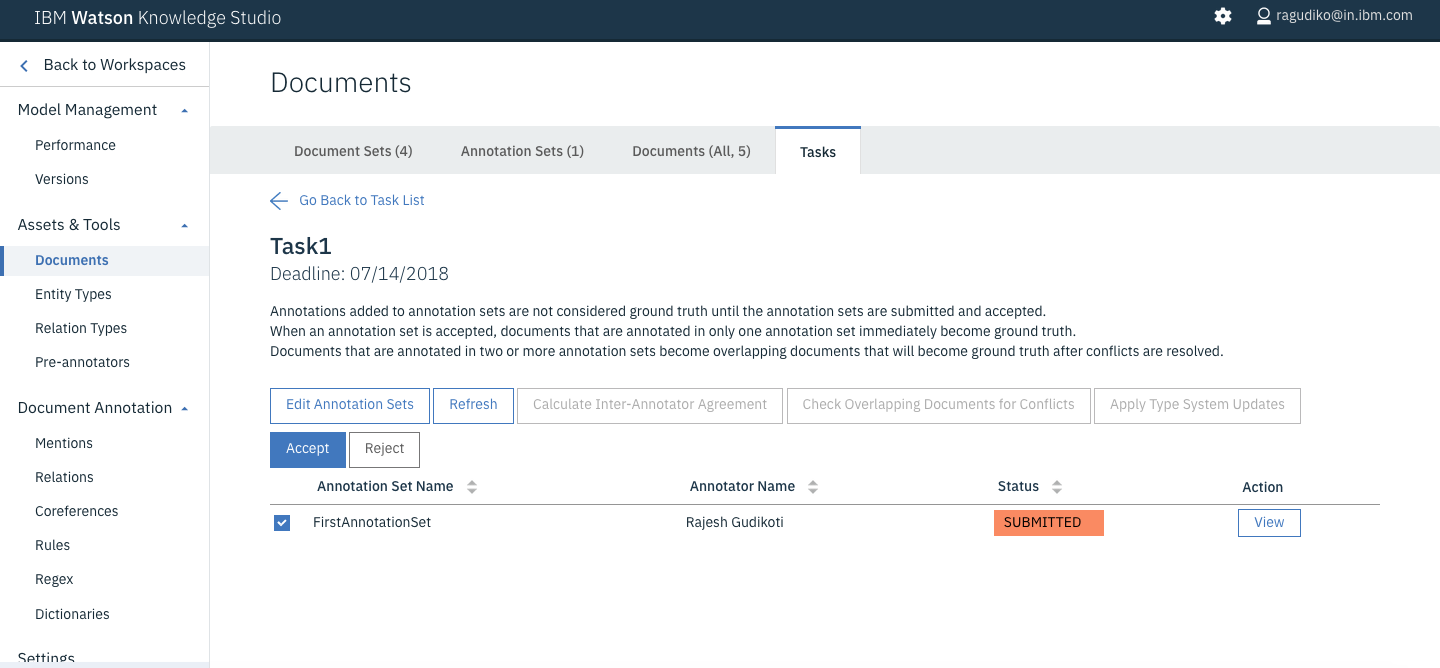 IBM Watson Knowledge Studio
ragudiko@in.ibm.com
Back to Workspaces
Model Management
Performance
Versions
Assets & Tools
Documents
Entity Types
Relation Types
Pre-annotators
Document Annotation
Mentions
Relations
Coreferences
Rules
Regex
Dictionaries
Settings
Documents
Document Sets (4)
Annotation Sets (1)
Documents (All, 5)
Tasks
Go Back to Task List
Task1
Deadline: 07/14/2018
Annotations added to annotation sets are not considered ground truth until the annotation sets are submitted and accepted.
When an annotation set is accepted, documents that are annotated in only one annotation set immediately become ground truth.
Documents that are annotated in two or more annotation sets become overlapping documents that will become ground truth after conflicts are resolved.
Edit Annotation Sets Refresh Calculate Inter-Annotator Agreement Check Overlapping Documents for Conflicts Apply Type System Updates
Accept Reject
Annotation Set Name Annotator Name Status Action
FirstAnnotationSet Rajesh Gudikoti SUBMITTED View